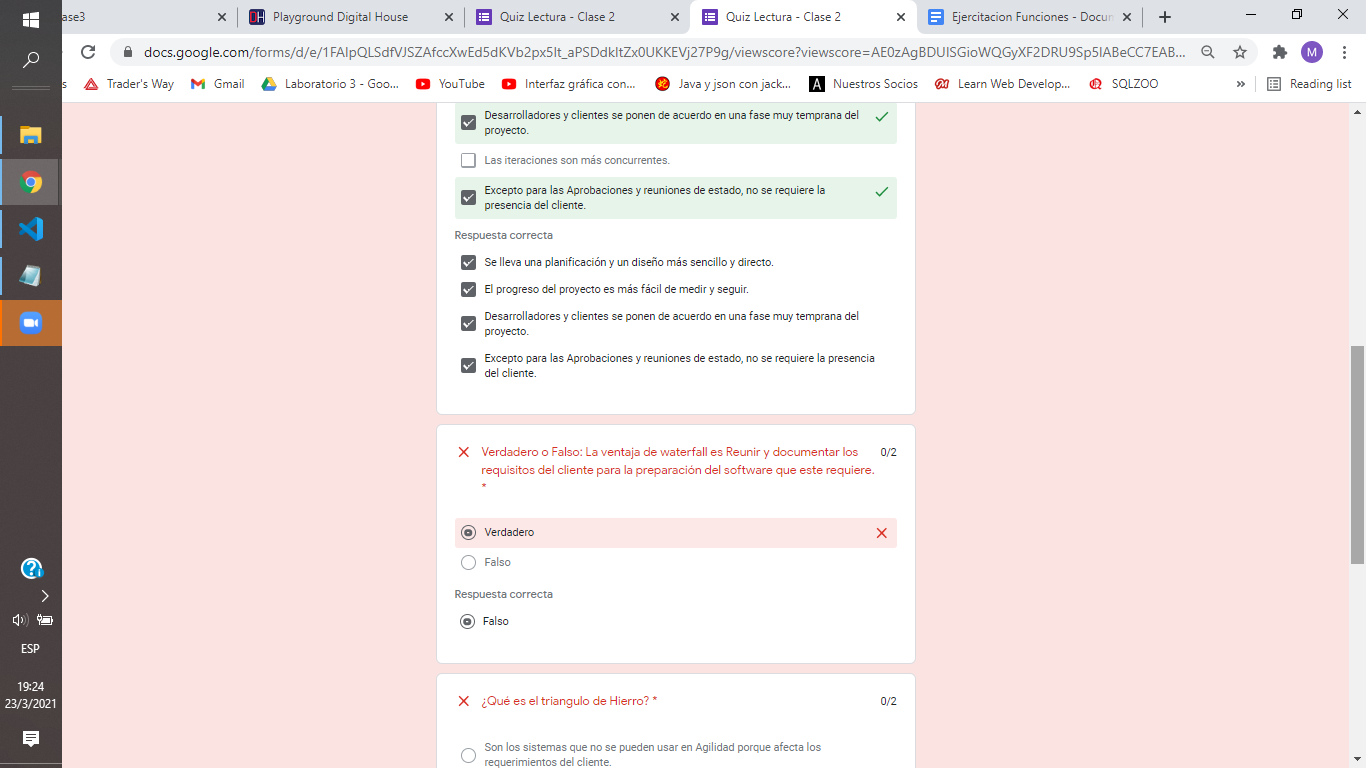 ase3
Playground Digital House
Quiz Lectura - Clase 2
Quiz Lectura - Clase 2
Ejercitacion Funciones - Docum
docs.google.com/forms/d/e/1FAIpQLSdfVJSZAfccXwEd5dKVb2px5lt_aPSDdkItZx0UKKEVj27P9g/viewscore?viewscore=AE0zAgBDUISGioWQGyXF2DRU9Sp5IABeCC7EAB...
M
s
Trader's Way
Gmail
Laboratorio 3 - Goo...
YouTube
Interfaz gráfica con...
Java y json con jack...
A
Nuestros Socios
Learn Web Develop...
SQLZOO
»
Reading list
Desarrolladores y clientes se ponen de acuerdo en una fase muy temprana del
proyecto.
Las iteraciones son más concurrentes.
Excepto para las Aprobaciones y reuniones de estado, no se requiere la
presencia del cliente.
Respuesta correcta
Se lleva una planificación y un diseño más sencillo y directo.
El progreso del proyecto es más fácil de medir y seguir.
Desarrolladores y clientes se ponen de acuerdo en una fase muy temprana del
proyecto.
Excepto para las Aprobaciones y reuniones de estado, no se requiere la presencia
del cliente.
Verdadero o Falso: La ventaja de waterfall es Reunir y documentar los
requisitos del cliente para la preparación del software que este requiere.
*
0/2
Verdadero
Falso
Respuesta correcta
Falso
¿Qué es el triangulo de Hierro? *
0/2
Son los sistemas que no se pueden usar en Agilidad porque afecta los
requerimientos del cliente.
ESP
19:24
23/3/2021